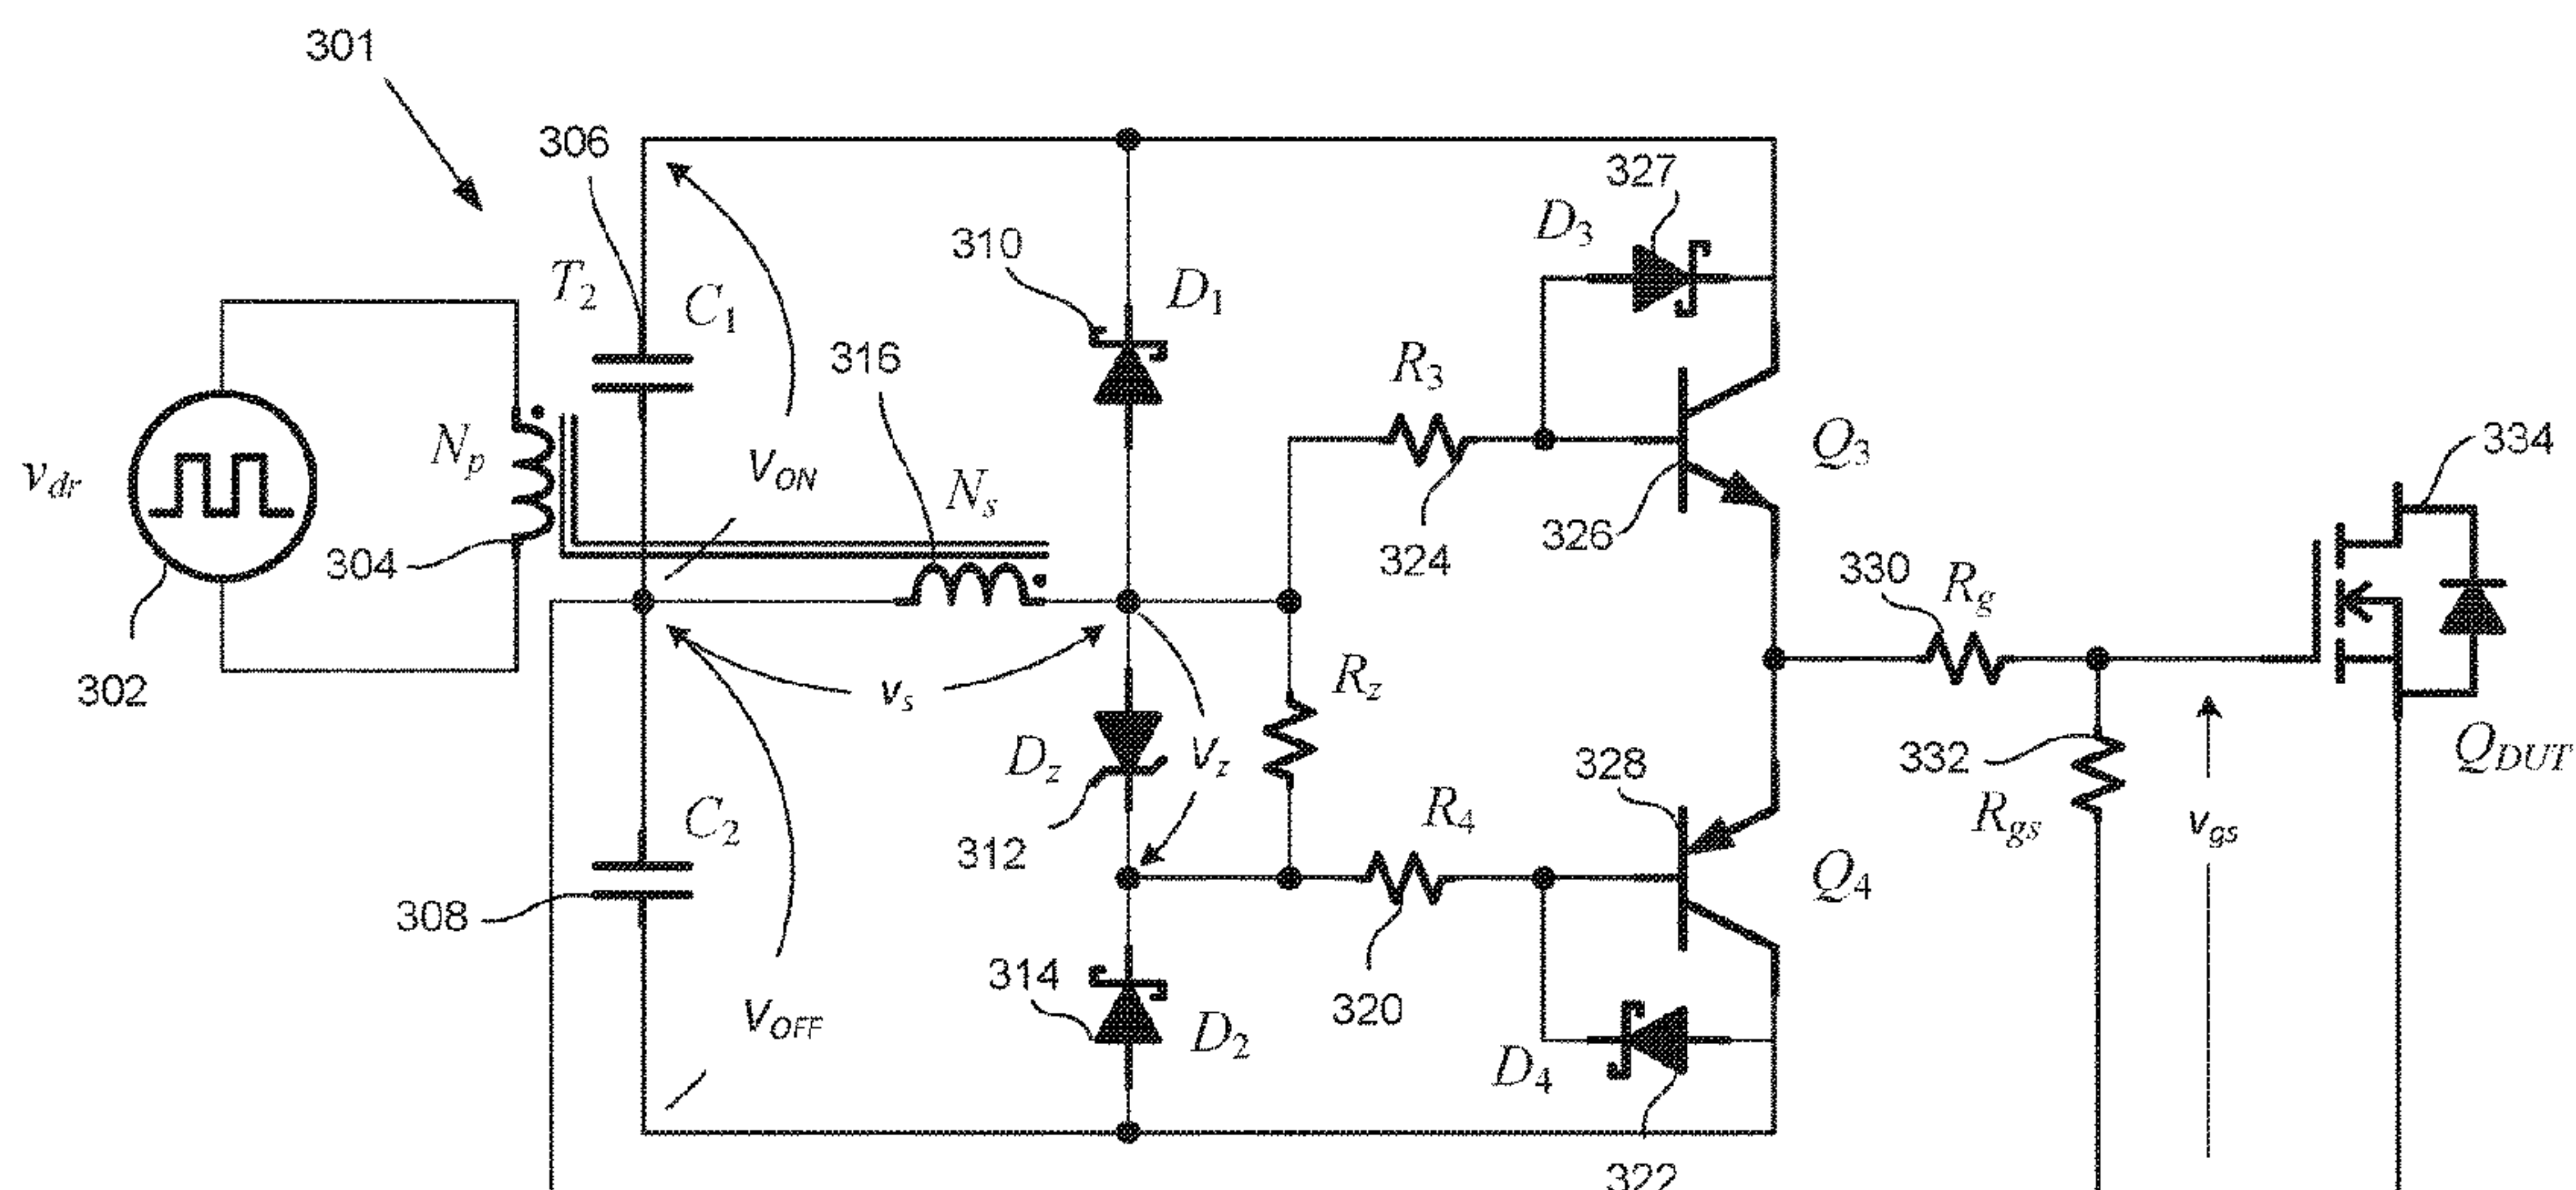 301
306
327
D3
310
T2
C1
D1
316
R3
Np
VON
Ns
Q3
334
vdr
324
326
304
330
Rg
302
vs
Rz
Dz
Vz
328
332
QDUT
C2
R4
Rgs
vgs
312
Q4
308
314
320
VOFF
D2
D4
322